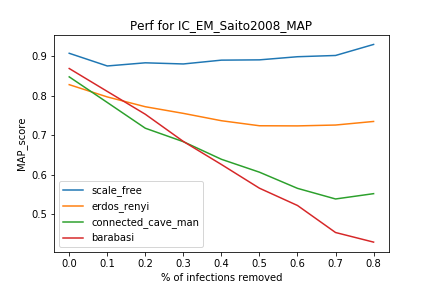 Perf for IC_EM_Saito2008_MAP
MAP_score
0.9
0.8
0.7
0.6
0.5
scale_free
erdos_renyi
connected_cave_man
barabasi
0.0 0.1 0.2 0.3 0.4 0.5 0.6 0.7 0.8
% of infections removed